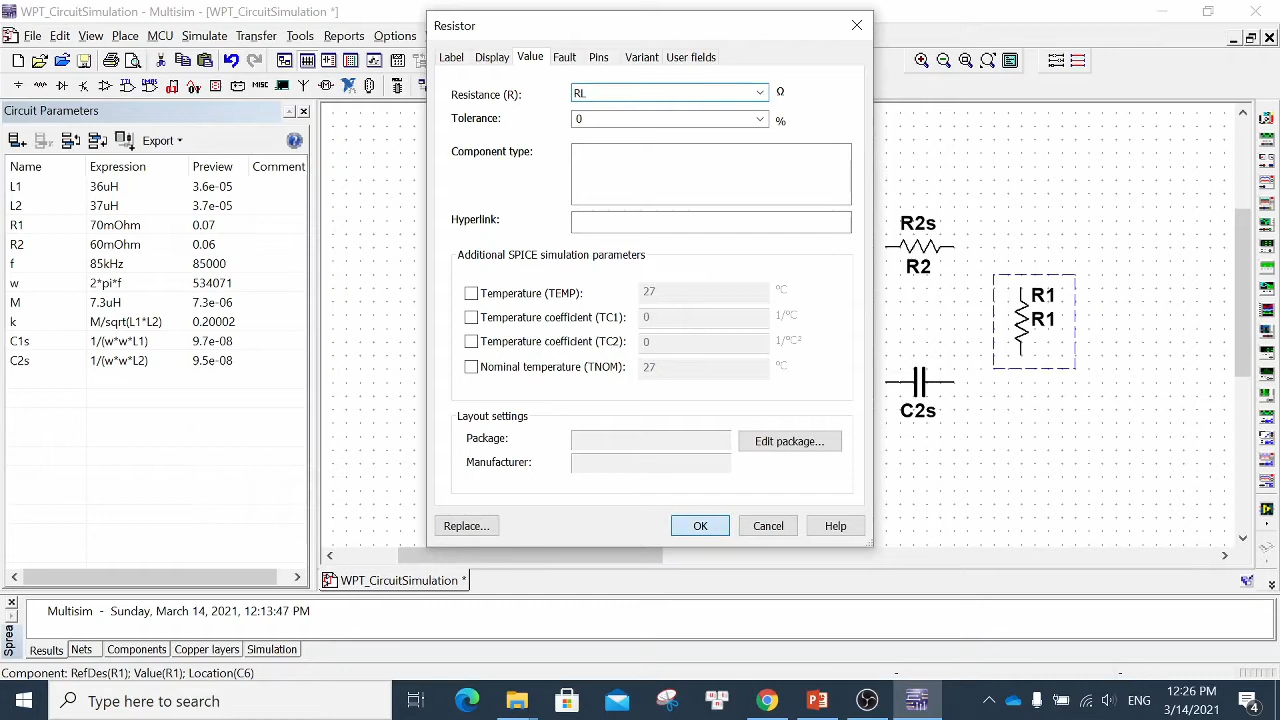 WPT_CircuitSimulation - Multisim - [WPT_CircuitSimulation *]
File Edit View Place MCU Simulate Transfer Tools Reports Options
Circuit Parameters
Export
Name Expression Preview Comment
L1 36uH 3.6e-05
L2 37uH 3.7e-05
R1 70mOhm 0.07
R2 60mOhm 0.06
f 85kHz 85000
w 2*pi*f 534071
M 7.3uH 7.3e-06
k M/sqrt(L1*L2) 0.20002
C1s 1/(w*w*L1) 9.7e-08
C2s 1/(w*w*L2) 9.5e-08
Resistor
Label Display Value Fault Pins Variant User fields
Resistance (R): RL Ω
Tolerance: 0 %
Component type:
Hyperlink:
Additional SPICE simulation parameters
Temperature (TEMP): 27 °C
Temperature coefficient (TC1): 0 1/°C
Temperature coefficient (TC2): 0 1/°C²
Nominal temperature (TNOM): 27 °C
Layout settings
Package: Edit package...
Manufacturer:
Replace... OK Cancel Help
R2s
R2
R1
R1
C2s
WPT_CircuitSimulation *
Multisim - Sunday, March 14, 2021, 12:13:47 PM
Sprea
Results Nets Components Copper layers Simulation
Component: RefDes(R1); Value(R1); Location(C6) - -
Type here to search
ENG
12:26 PM
3/14/2021
4